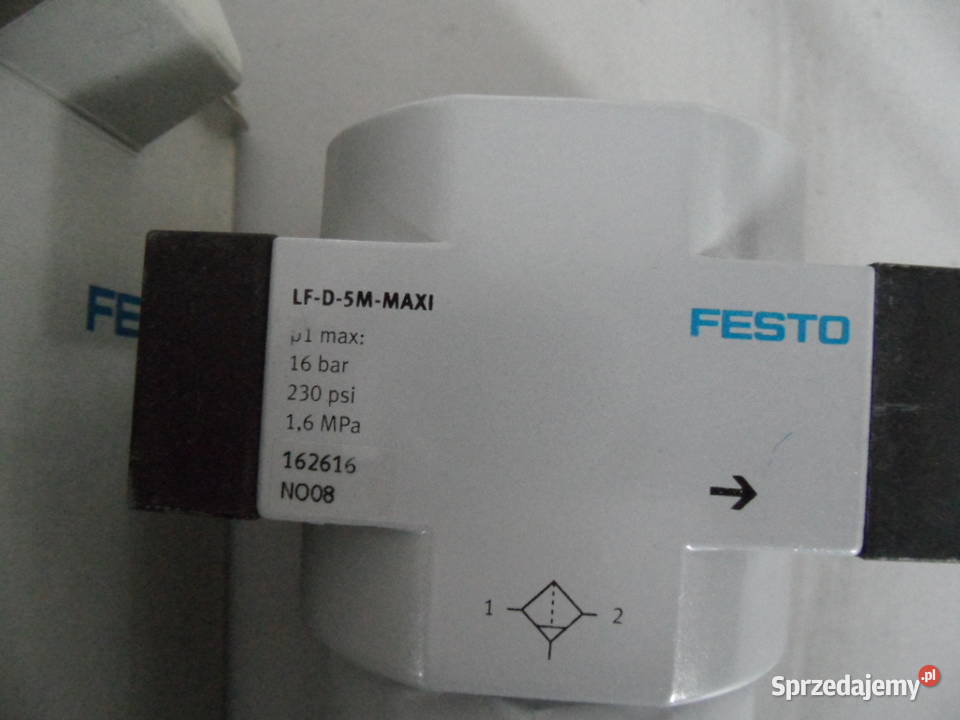 LF-D-5M-MAXI
p1 max:
16 bar
230 psi
1,6 MPa
162616
NO08
FESTO
FE
1
2
Sprzedajemy.pl